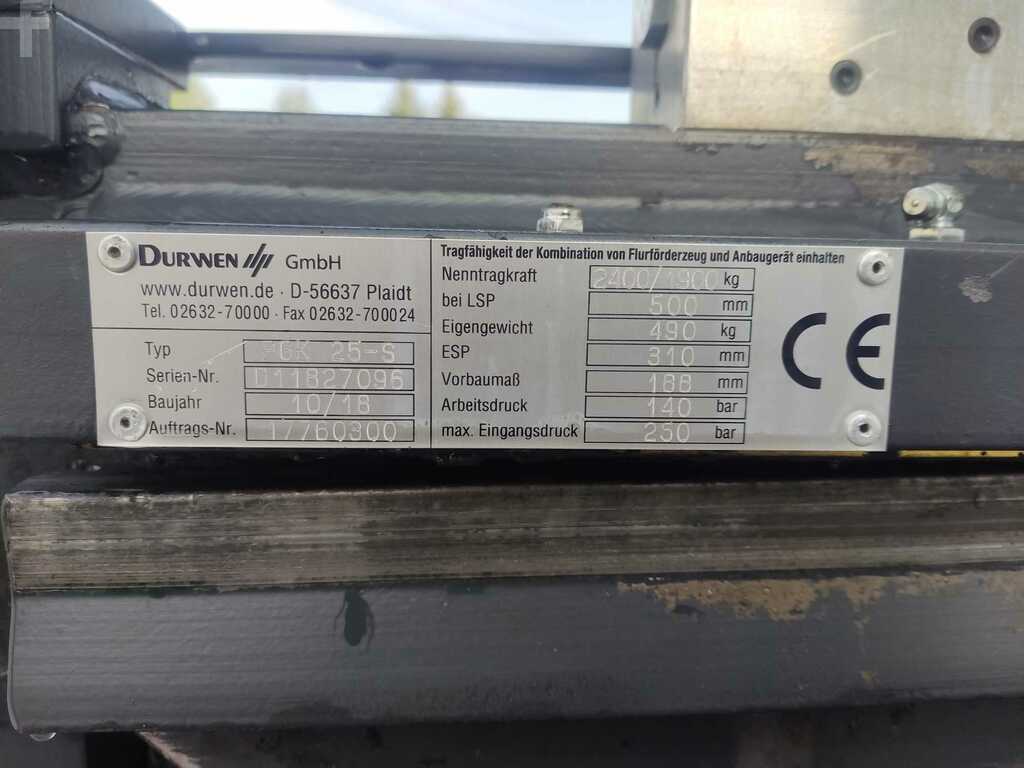 DURWEN GmbH
www.durwen.de · D-56637 Plaidt
Tel. 02632-70000 · Fax 02632-700024
Typ 25-S
Serien-Nr. D11827096
Baujahr 10/18
Auftrags-Nr. 17760300
Tragfähigkeit der Kombination von Flurförderzeug und Anbaugerät einhalten
Nenntragkraft 2400/1900 kg
bei LSP 500 mm
Eigengewicht 490 kg
ESP 310 mm
Vorbaumaß 188 mm
Arbeitsdruck 140 bar
max. Eingangsdruck 250 bar
CE